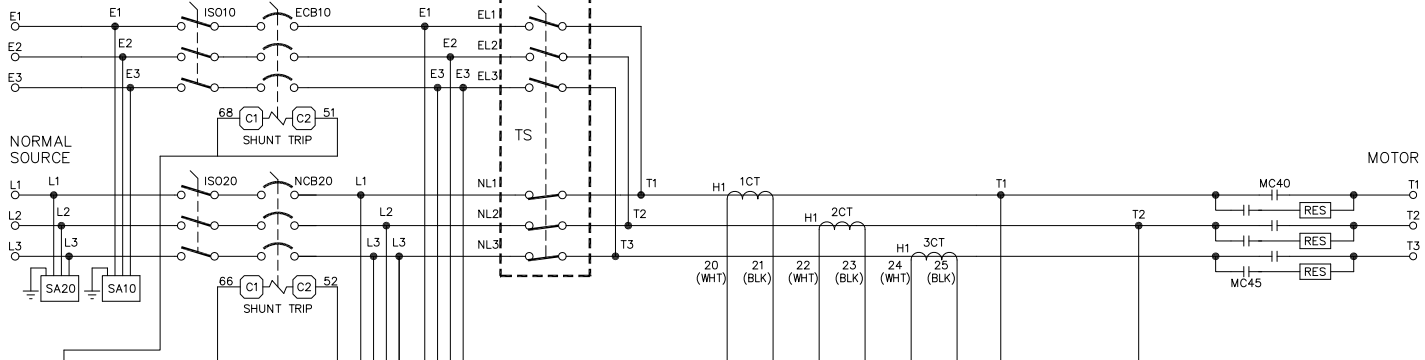 E1 E1 ISO10 ECB10 E1 EL1
E2 E2 E2 EL2
E3 E3 E3 E3 EL3
68 C1 C2 51
SHUNT TRIP
TS
NORMAL
SOURCE
MOTOR
L1 L1 ISO20 NCB20 L1 NL1 T1 H1 1CT T1 MC40 T1
RES
L2 L2 L2 NL2 T2 H1 2CT T2 T2
RES
L3 L3 L3 L3 NL3 T3 H1 3CT T3
20 21 22 23 24 25 RES
(WHT) (BLK) (WHT) (BLK) (WHT) (BLK)
MC45
SA20 SA10 66 C1 C2 52
SHUNT TRIP